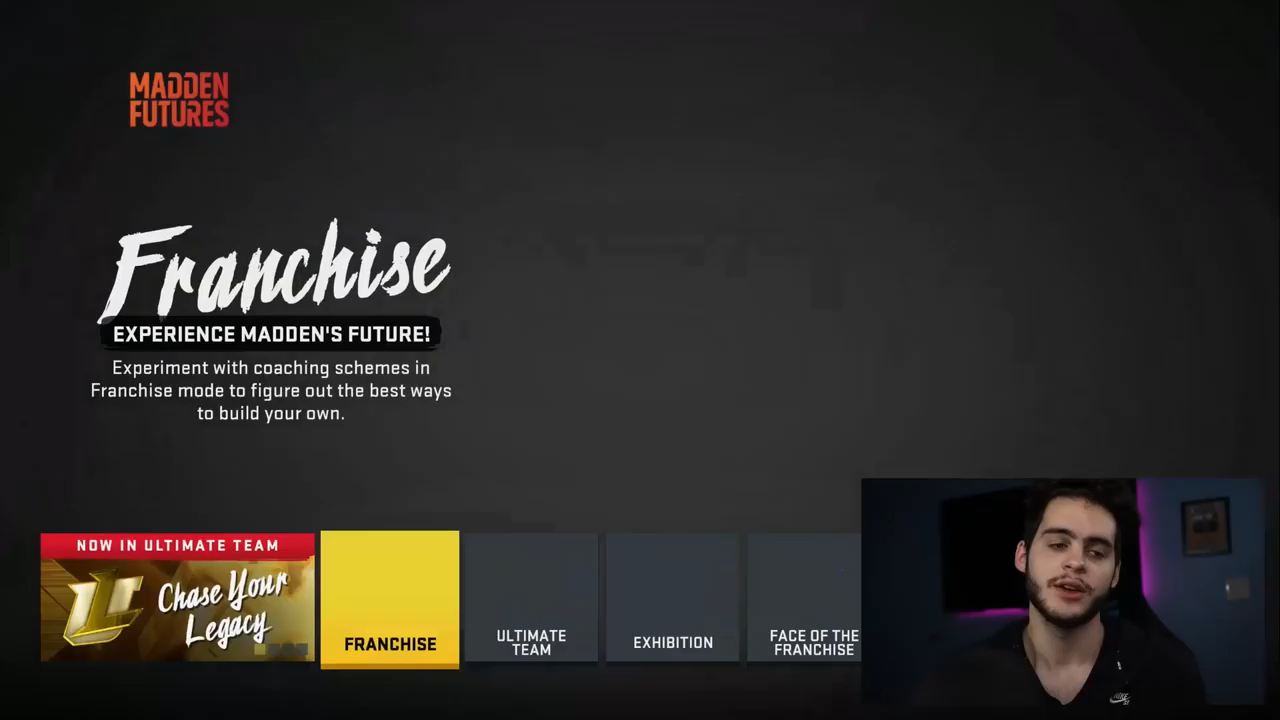 MADDEN
FUTURES
Franchise
EXPERIENCE MADDEN'S FUTURE!
Experiment with coaching schemes in
Franchise mode to figure out the best ways
to build your own.
NOW IN ULTIMATE TEAM
Chase Your
Legacy
FRANCHISE
ULTIMATE
TEAM
EXHIBITION
FACE OF THE
FRANCHISE
NIKE